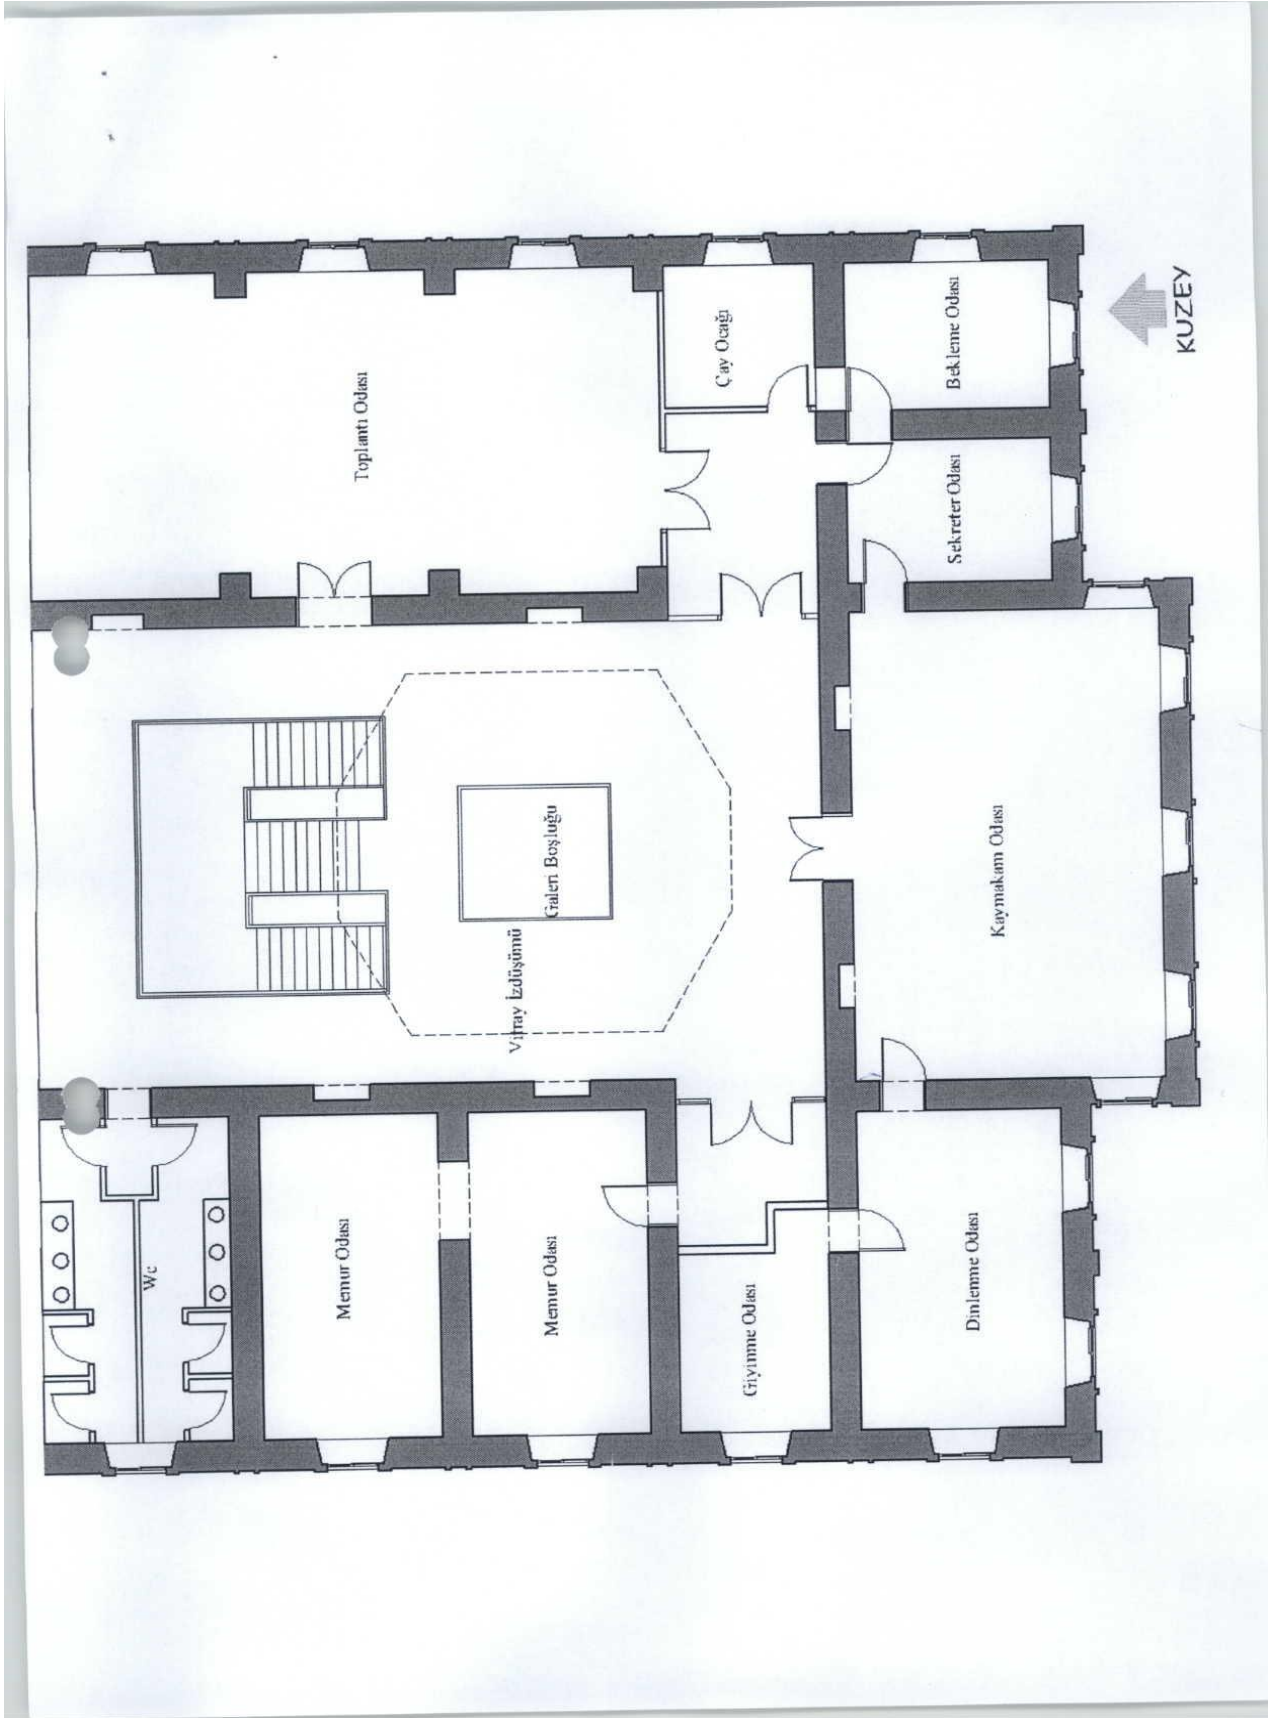 Toplantı Odası
Çay Ocağı
Bekleme Odası
KUZEY
Sekreter Odası
Galeri Boşluğu
Vitray İzdüşümü
Kaymakam Odası
Wc
Memur Odası
Memur Odası
Giyinme Odası
Dinlenme Odası